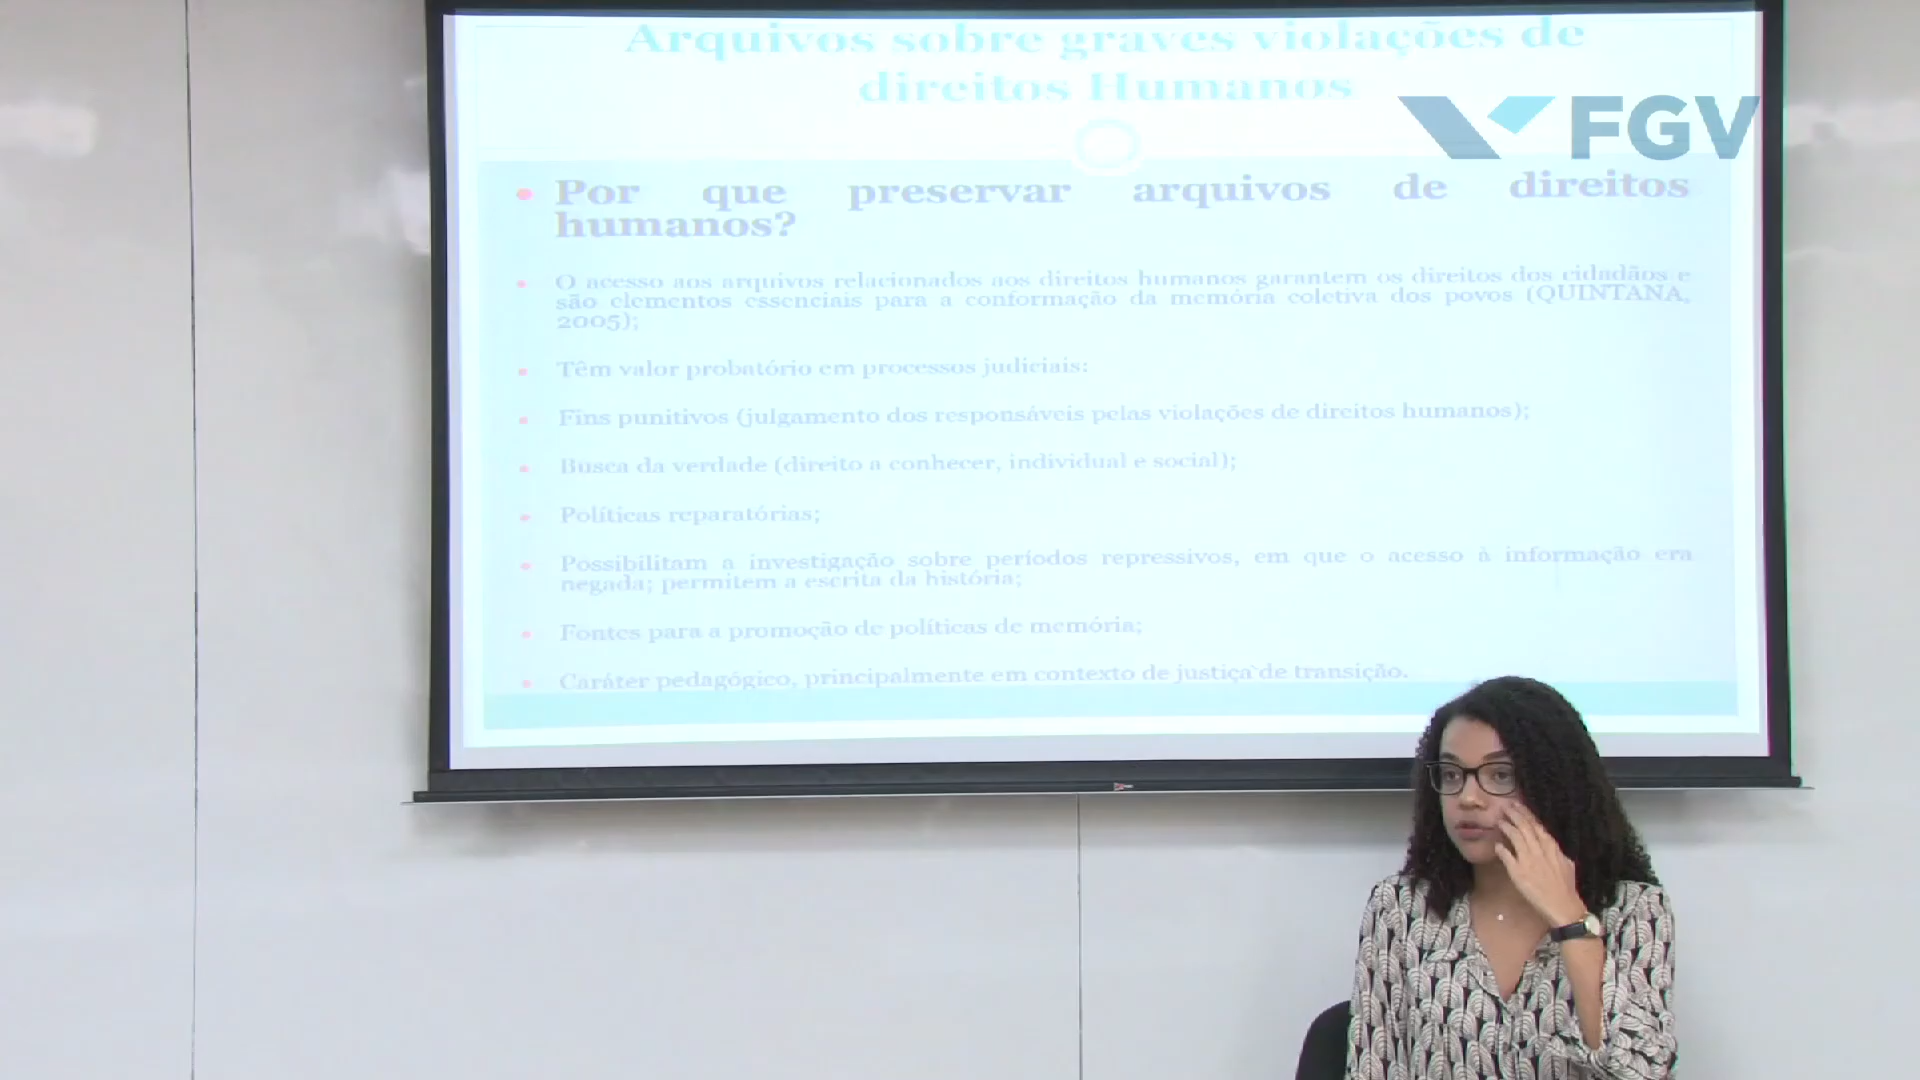 Arquivos sobre graves violações de
direitos Humanos
FGV
• Por que preservar arquivos de direitos
humanos?
• O acesso aos arquivos relacionados aos direitos humanos garantem os direitos dos cidadãos e
são elementos essenciais para a conformação da memória coletiva dos povos (QUINTANA,
2005);
• Têm valor probatório em processos judiciais:
• Fins punitivos (julgamento dos responsáveis pelas violações de direitos humanos);
• Busca da verdade (direito a conhecer, individual e social);
• Políticas reparatórias;
• Possibilitam a investigação sobre períodos repressivos, em que o acesso à informação era
negada; permitem a escrita da história;
• Fontes para a promoção de políticas de memória;
• Caráter pedagógico, principalmente em contexto de justiça de transição.